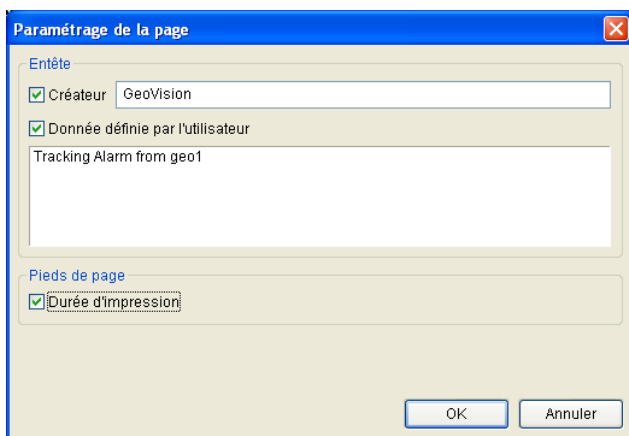 Paramétrage de la page
Entête
Créateur GeoVision
Donnée définie par l'utilisateur
Tracking Alarm from geo1
Pieds de page
Durée d'impression
OK Annuler